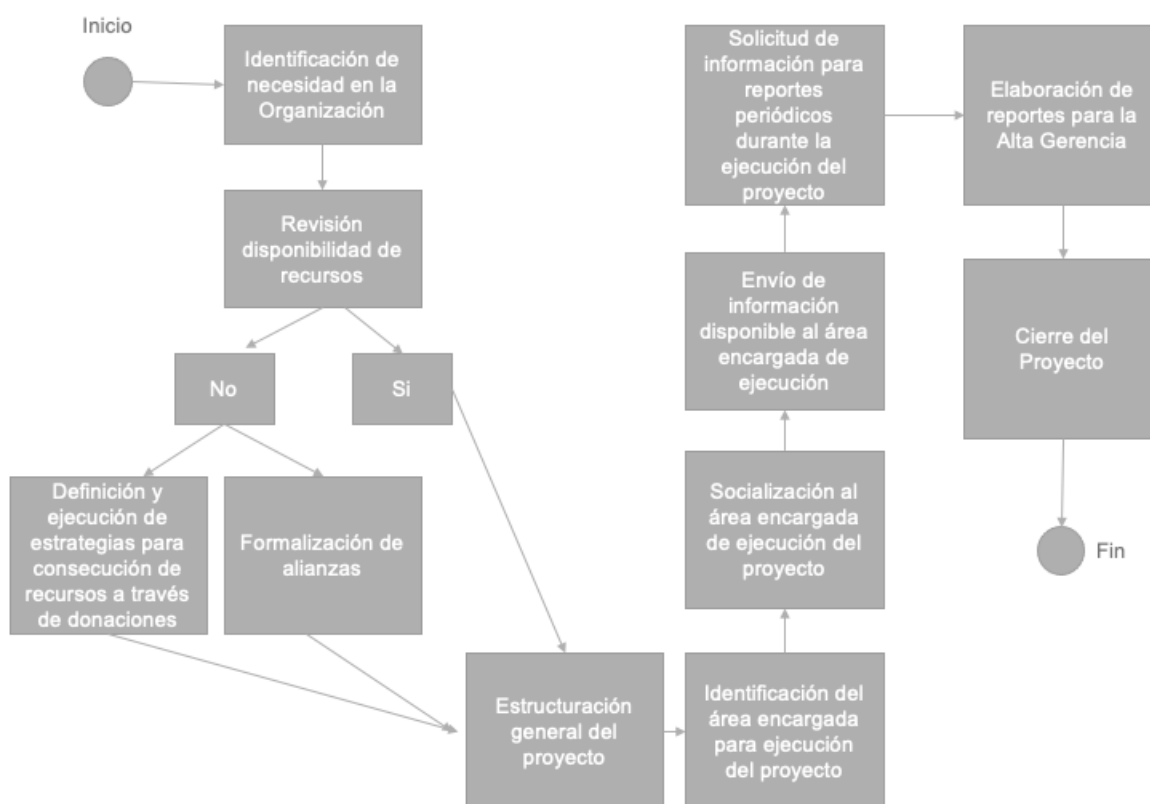 Inicio
Identificación de
necesidad en la
Organización
Revisión
disponibilidad de
recursos
No
Si
Definición y
ejecución de
estrategias para
consecución de
recursos a través
de donaciones
Formalización de
alianzas
Estructuración
general del
proyecto
Identificación del
área encargada
para ejecución
del proyecto
Socialización al
área encargada
de ejecución del
proyecto
Envío de
información
disponible al área
encargada de
ejecución
Solicitud de
información para
reportes
periódicos
durante la
ejecución del
proyecto
Elaboración de
reportes para la
Alta Gerencia
Cierre del
Proyecto
Fin